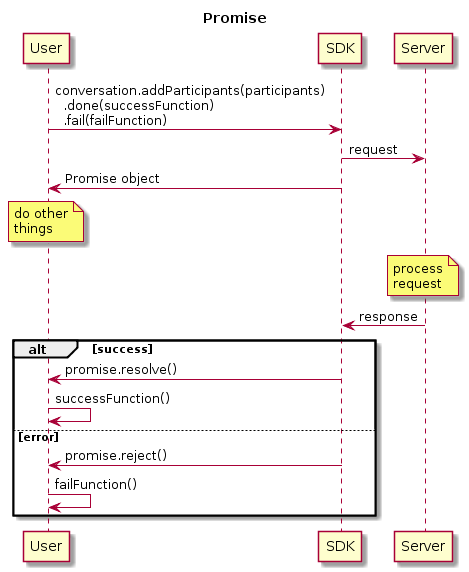 Promise
User
SDK
Server
conversation.addParticipants(participants)
.done(successFunction)
.fail(failFunction)
request
Promise object
do other
things
process
request
response
alt
[success]
promise.resolve()
successFunction()
[error]
promise.reject()
failFunction()
User
SDK
Server